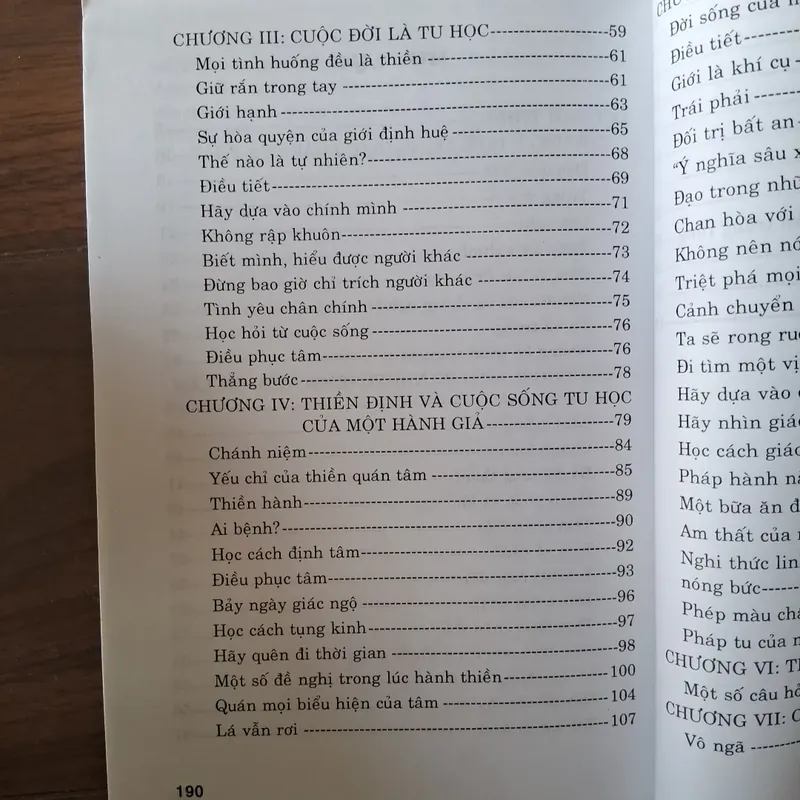 CHƯƠNG III: CUỘC ĐỜI LÀ TU HỌC-----------------------59
Mọi tình huống đều là thiền ------------------------------------61
Giữ rắn trong tay --------------------------------------------------61
Giới hạnh -------------------------------------------------------------63
Sự hòa quyện của giới định huệ -------------------------------65
Thế nào là tự nhiên?----------------------------------------------68
Điều tiết---------------------------------------------------------------69
Hãy dựa vào chính mình ----------------------------------------71
Không rập khuôn---------------------------------------------------72
Biết mình, hiểu được người khác -----------------------------73
Đừng bao giờ chỉ trích người khác ---------------------------74
Tình yêu chân chính ----------------------------------------------75
Học hỏi từ cuộc sống----------------------------------------------76
Điều phục tâm-------------------------------------------------------76
Thẳng bước -----------------------------------------------------------78
CHƯƠNG IV: THIỀN ĐỊNH VÀ CUỘC SỐNG TU HỌC
CỦA MỘT HÀNH GIẢ-------------------------79
Chánh niệm-----------------------------------------------------------84
Yếu chỉ của thiền quán tâm ------------------------------------85
Thiền hành------------------------------------------------------------89
Ai bệnh?----------------------------------------------------------------90
Học cách định tâm--------------------------------------------------92
Điều phục tâm-------------------------------------------------------93
Bảy ngày giác ngộ --------------------------------------------------96
Học cách tụng kinh-------------------------------------------------97
Hãy quên đi thời gian ---------------------------------------------98
Một số đề nghị trong lúc hành thiền---------------------100
Quán mọi biểu hiện của tâm --------------------------------104
Lá vẫn rơi ----------------------------------------------------------107
190
Đời sống của
Điều tiết------
Giới là khí cụ --
Trái phải --------
Đối trị bất an -
“Ý nghĩa sâu
Đạo trong
Chan hòa với
Không nên
Triệt phá mọi
Cảnh chuyển
Ta sẽ rong
Đi tìm một
Hãy dựa vào
Hãy nhìn
Học cách
Pháp hành
Một bữa ăn
Am thất của
Nghi thức
nóng bức------
Phép màu
Pháp tu của
CHƯƠNG VI:
Một số câu
CHƯƠNG VII:
Vô ngã --------